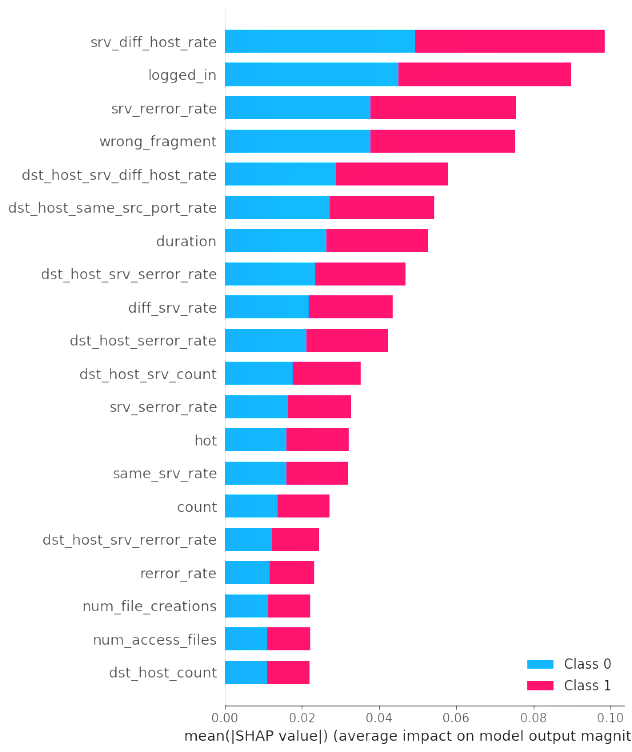 srv_diff_host_rate
logged_in
srv_rerror_rate
wrong_fragment
dst_host_srv_diff_host_rate
dst_host_same_src_port_rate
duration
dst_host_srv_serror_rate
diff_srv_rate
dst_host_serror_rate
dst_host_srv_count
srv_serror_rate
hot
same_srv_rate
count
dst_host_srv_rerror_rate
rerror_rate
num_file_creations
num_access_files
dst_host_count
Class 0
Class 1
0.00 0.02 0.04 0.06 0.08 0.10
mean(|SHAP value|) (average impact on model output magnit